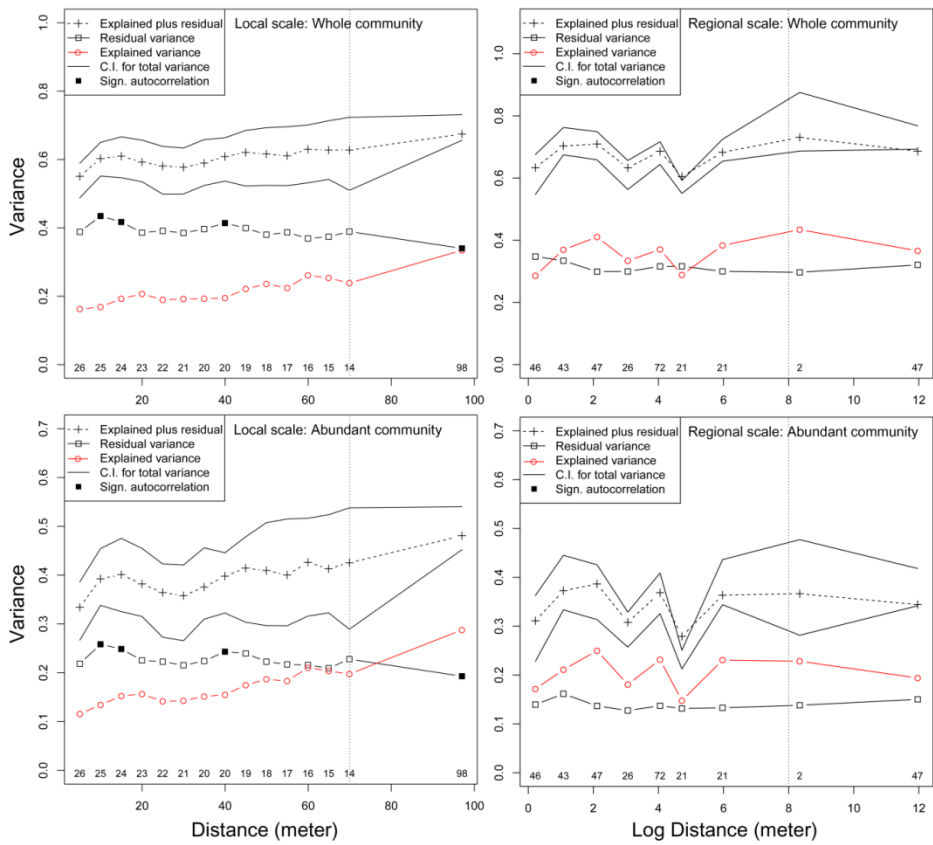 Local scale: Whole community
Explained plus residual
Residual variance
Explained variance
C.I. for total variance
Sign. autocorrelation
Variance
0.0 0.2 0.4 0.6 0.8 1.0
26 25 24 23 22 21 20 20 19 18 17 16 15 14 98
20 40 60 80 100
Regional scale: Whole community
Explained plus residual
Residual variance
Explained variance
C.I. for total variance
Sign. autocorrelation
0.0 0.2 0.4 0.6 0.8 1.0
46 43 47 26 72 21 21 2 47
0 2 4 6 8 10 12
Local scale: Abundant community
Explained plus residual
Residual variance
Explained variance
C.I. for total variance
Sign. autocorrelation
Variance
0.0 0.1 0.2 0.3 0.4 0.5 0.6 0.7
26 25 24 23 22 21 20 20 19 18 17 16 15 14 98
20 40 60 80 100
Distance (meter)
Regional scale: Abundant community
Explained plus residual
Residual variance
Explained variance
C.I. for total variance
Sign. autocorrelation
0.0 0.1 0.2 0.3 0.4 0.5 0.6 0.7
46 43 47 26 72 21 21 2 47
0 2 4 6 8 10 12
Log Distance (meter)